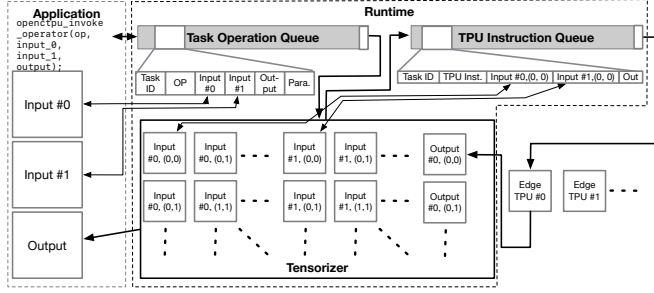 Application
Runtime
openctpu_invoke
_operator(op,
input_0,
input_1,
output);
Task Operation Queue
TPU Instruction Queue
Task ID
OP
Input #0
Input #1
Out-put
Para.
Task ID
TPU Inst.
Input #0,(0, 0)
Input #1,(0, 0)
Out
Input #0
Input #1
Output
Input #0, (0,0)
Input #0, (0,1)
Input #1, (0,0)
Input #1, (0,1)
Output #0, (0,0)
Input #0, (0,1)
Input #0, (1,1)
Input #1, (0,1)
Input #1, (1,1)
Output #0, (0,1)
Edge TPU #0
Edge TPU #1
Tensorizer